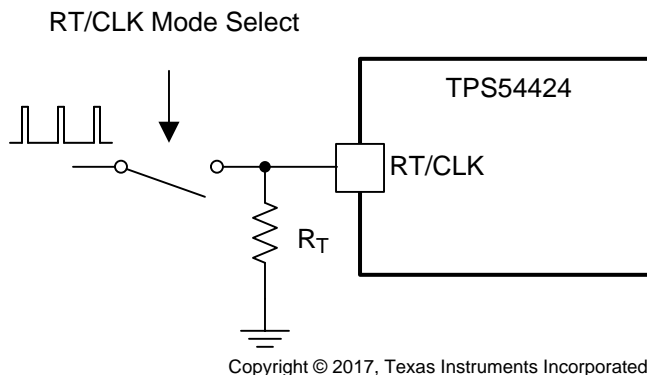 RT/CLK Mode Select
TPS54424
RT/CLK
RT
Copyright © 2017, Texas Instruments Incorporated